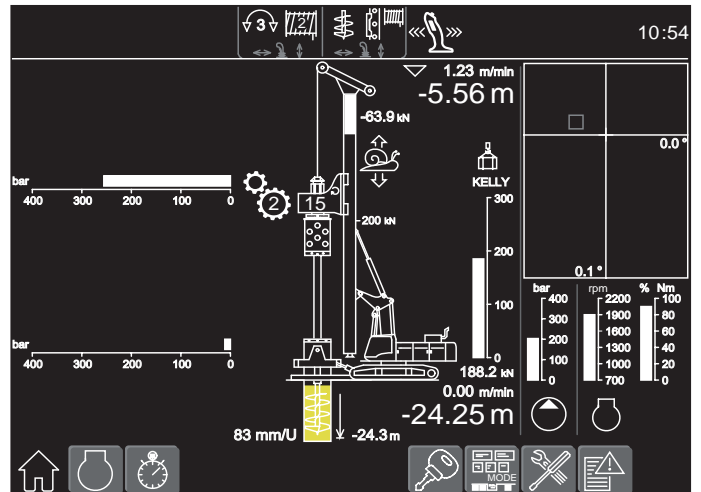 3 2
10:54
1.23 m/min
-5.56 m
-63.9 kN
0.0 °
KELLY
bar
400 300 200 100 0
2 15
300
-200 kN
200
0.1 °
bar rpm % Nm
400 2200 100
300 1900 80
200 1600 60
1300 40
100 1000 20
0 700 0
100
0
188.2 kN
bar
400 300 200 100 0
0.00 m/min
-24.25 m
83 mm/U -24.3 m
MODE